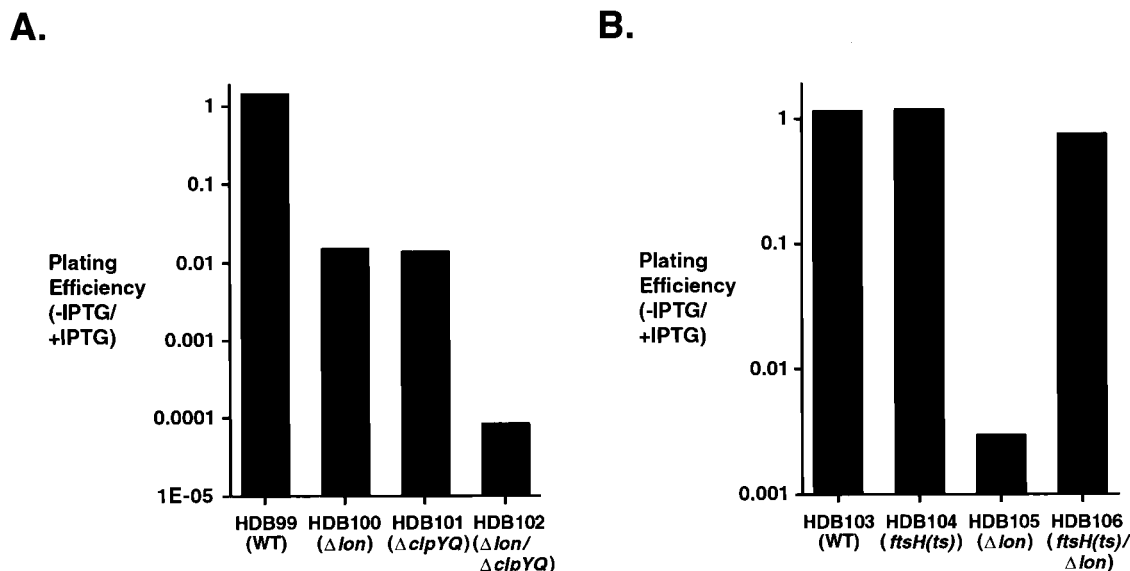 A.
B.
1
0.1
0.01
0.001
0.0001
1E-05
Plating
Efficiency
(-IPTG/
+IPTG)
HDB99 HDB100 HDB101 HDB102
(WT) (Δlon) (ΔclpYQ) (Δlon/
ΔclpYQ)
1
0.1
0.01
0.001
Plating
Efficiency
(-IPTG/
+IPTG)
HDB103 HDB104 HDB105 HDB106
(WT) (ftsH(ts)) (Δlon) (ftsH(ts)/
Δlon)